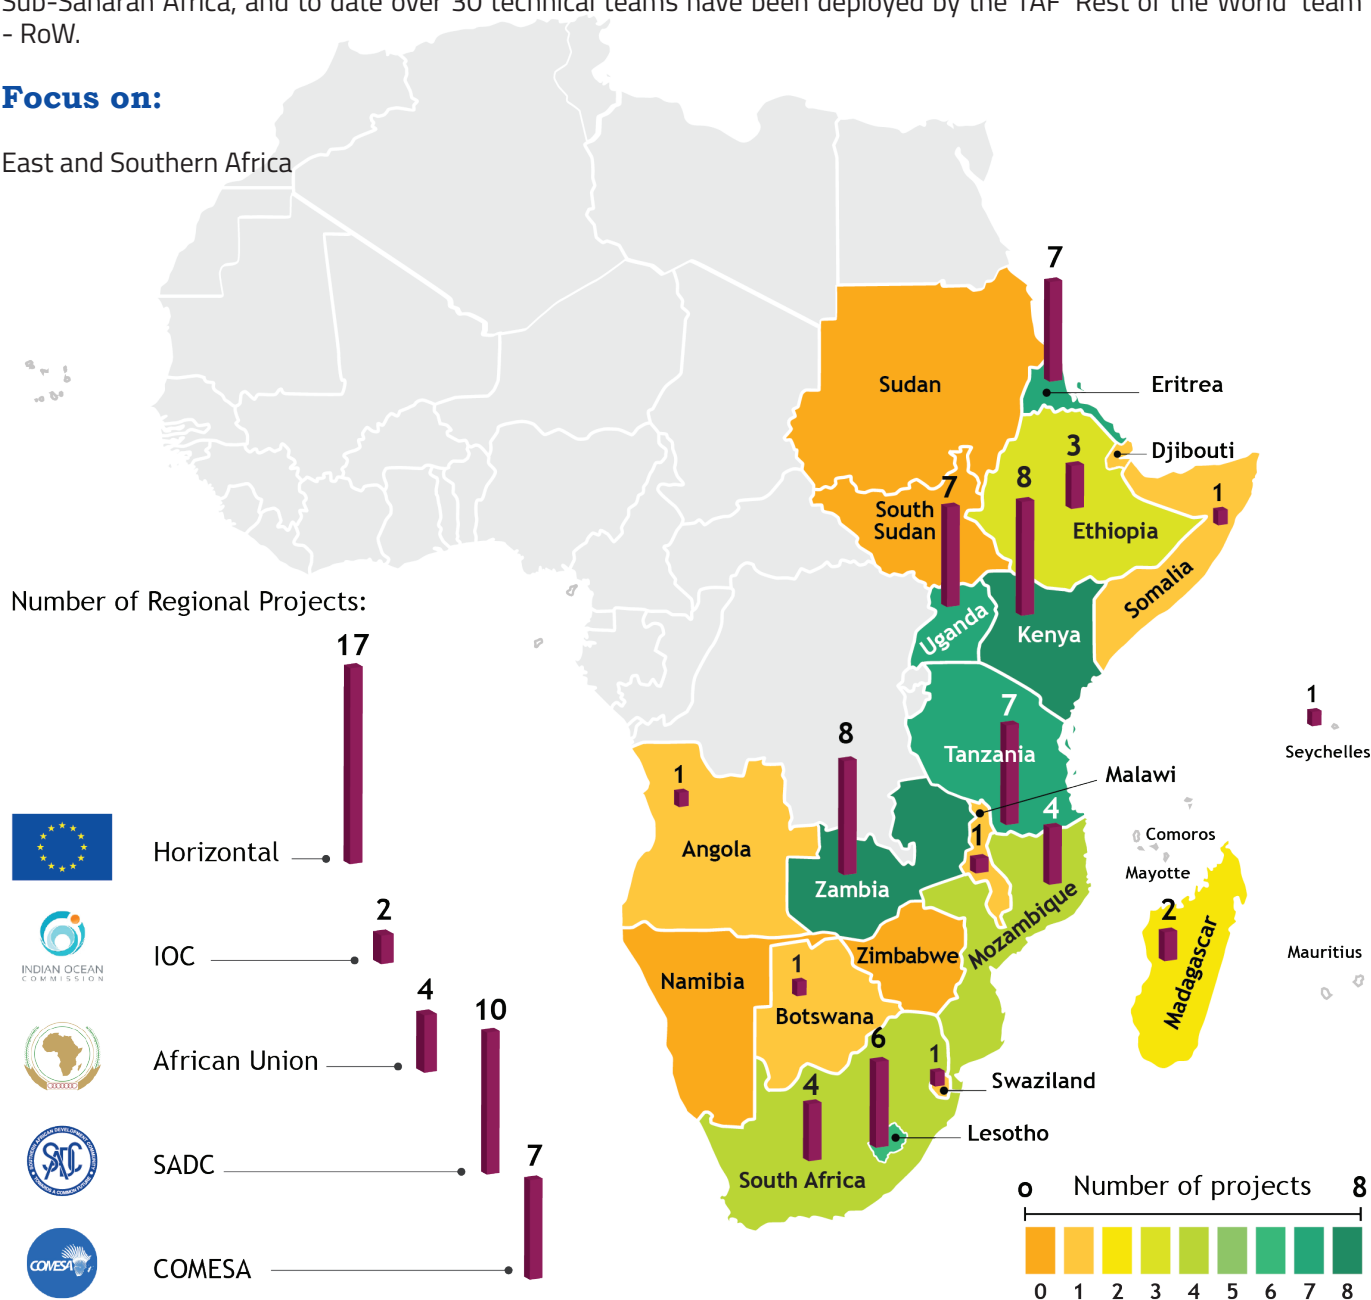 Sub-Saharan Africa, and to date over 30 technical teams have been deployed by the TAF 'Rest of the World' team
- RoW.
Focus on:
East and Southern Africa
7
Sudan
Eritrea
3
Djibouti
8
7
1
South
Sudan
Ethiopia
Somalia
Number of Regional Projects:
Uganda
Kenya
17
1
7
8
Seychelles
Tanzania
Malawi
1
4
Comoros
1
Angola
Horizontal
Mayotte
Zambia
2
2
Mozambique
Madagascar
IOC
INDIAN OCEAN
COMMISSION
Zimbabwe
Mauritius
1
Namibia
4
10
Botswana
6
African Union
1
Swaziland
4
Lesotho
SADC
SADC
7
South Africa
o Number of projects 8
COMESA
COMESA
0 1 2 3 4 5 6 7 8